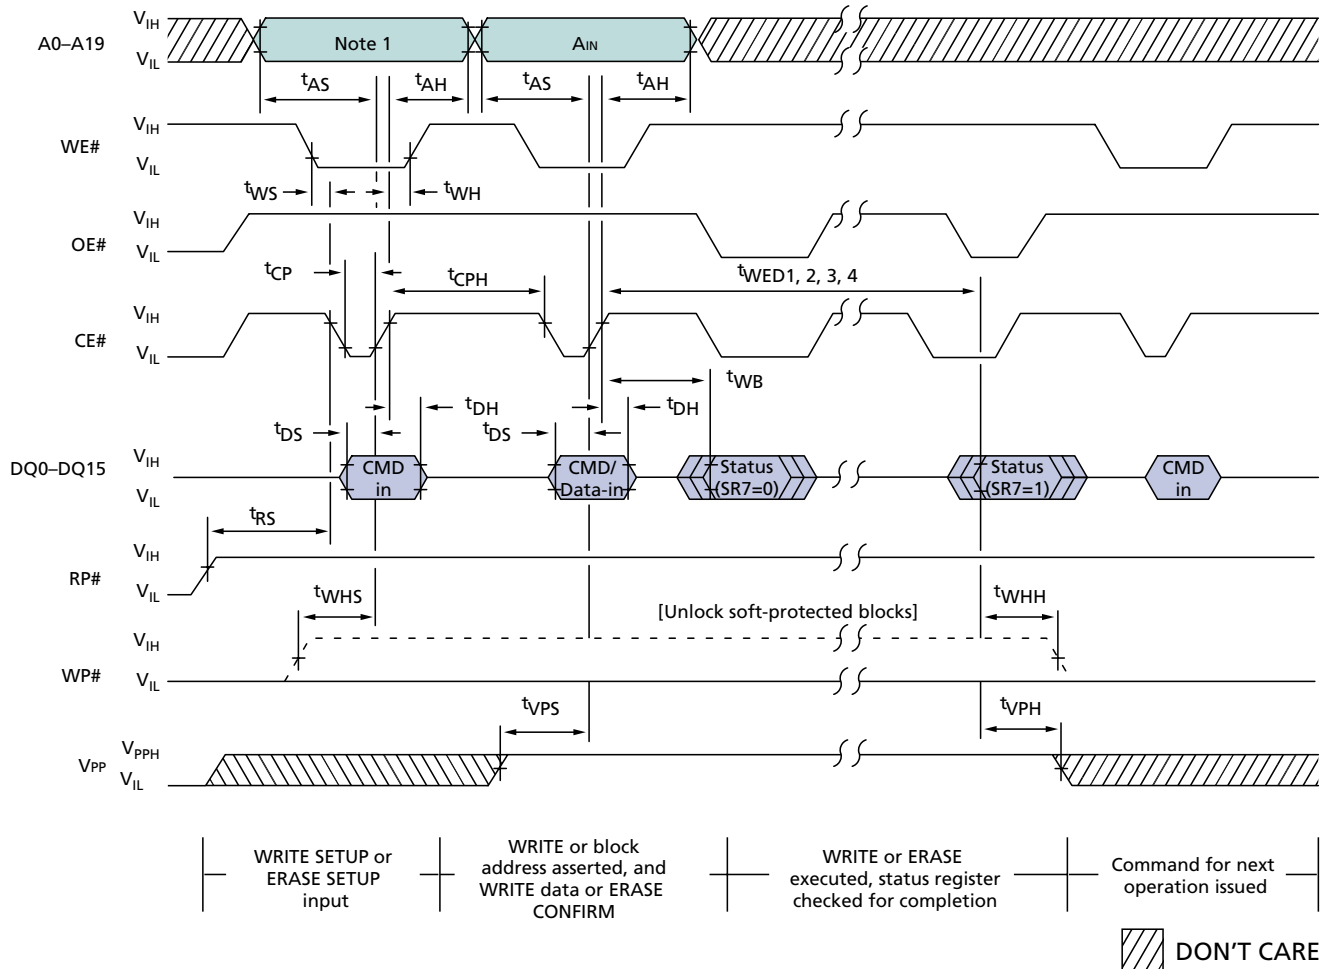 VIH
A0–A19
VIL
Note 1
AIN
tAS
tAH
tAS
tAH
VIH
WE#
VIL
tWS
tWH
VIH
OE#
VIL
tCP
tCPH
tWED1, 2, 3, 4
VIH
CE#
VIL
tWB
tDS
tDH
tDS
tDH
VIH
DQ0–DQ15
VIL
CMD
in
CMD/
Data-in
Status
(SR7=0)
Status
(SR7=1)
CMD
in
tRS
VIH
RP#
VIL
tWHS
[Unlock soft-protected blocks]
tWHH
VIH
WP#
VIL
tVPS
tVPH
VPPH
VPP
VIL
WRITE SETUP or
ERASE SETUP
input
WRITE or block
address asserted, and
WRITE data or ERASE
CONFIRM
WRITE or ERASE
executed, status register
checked for completion
Command for next
operation issued
DON'T CARE